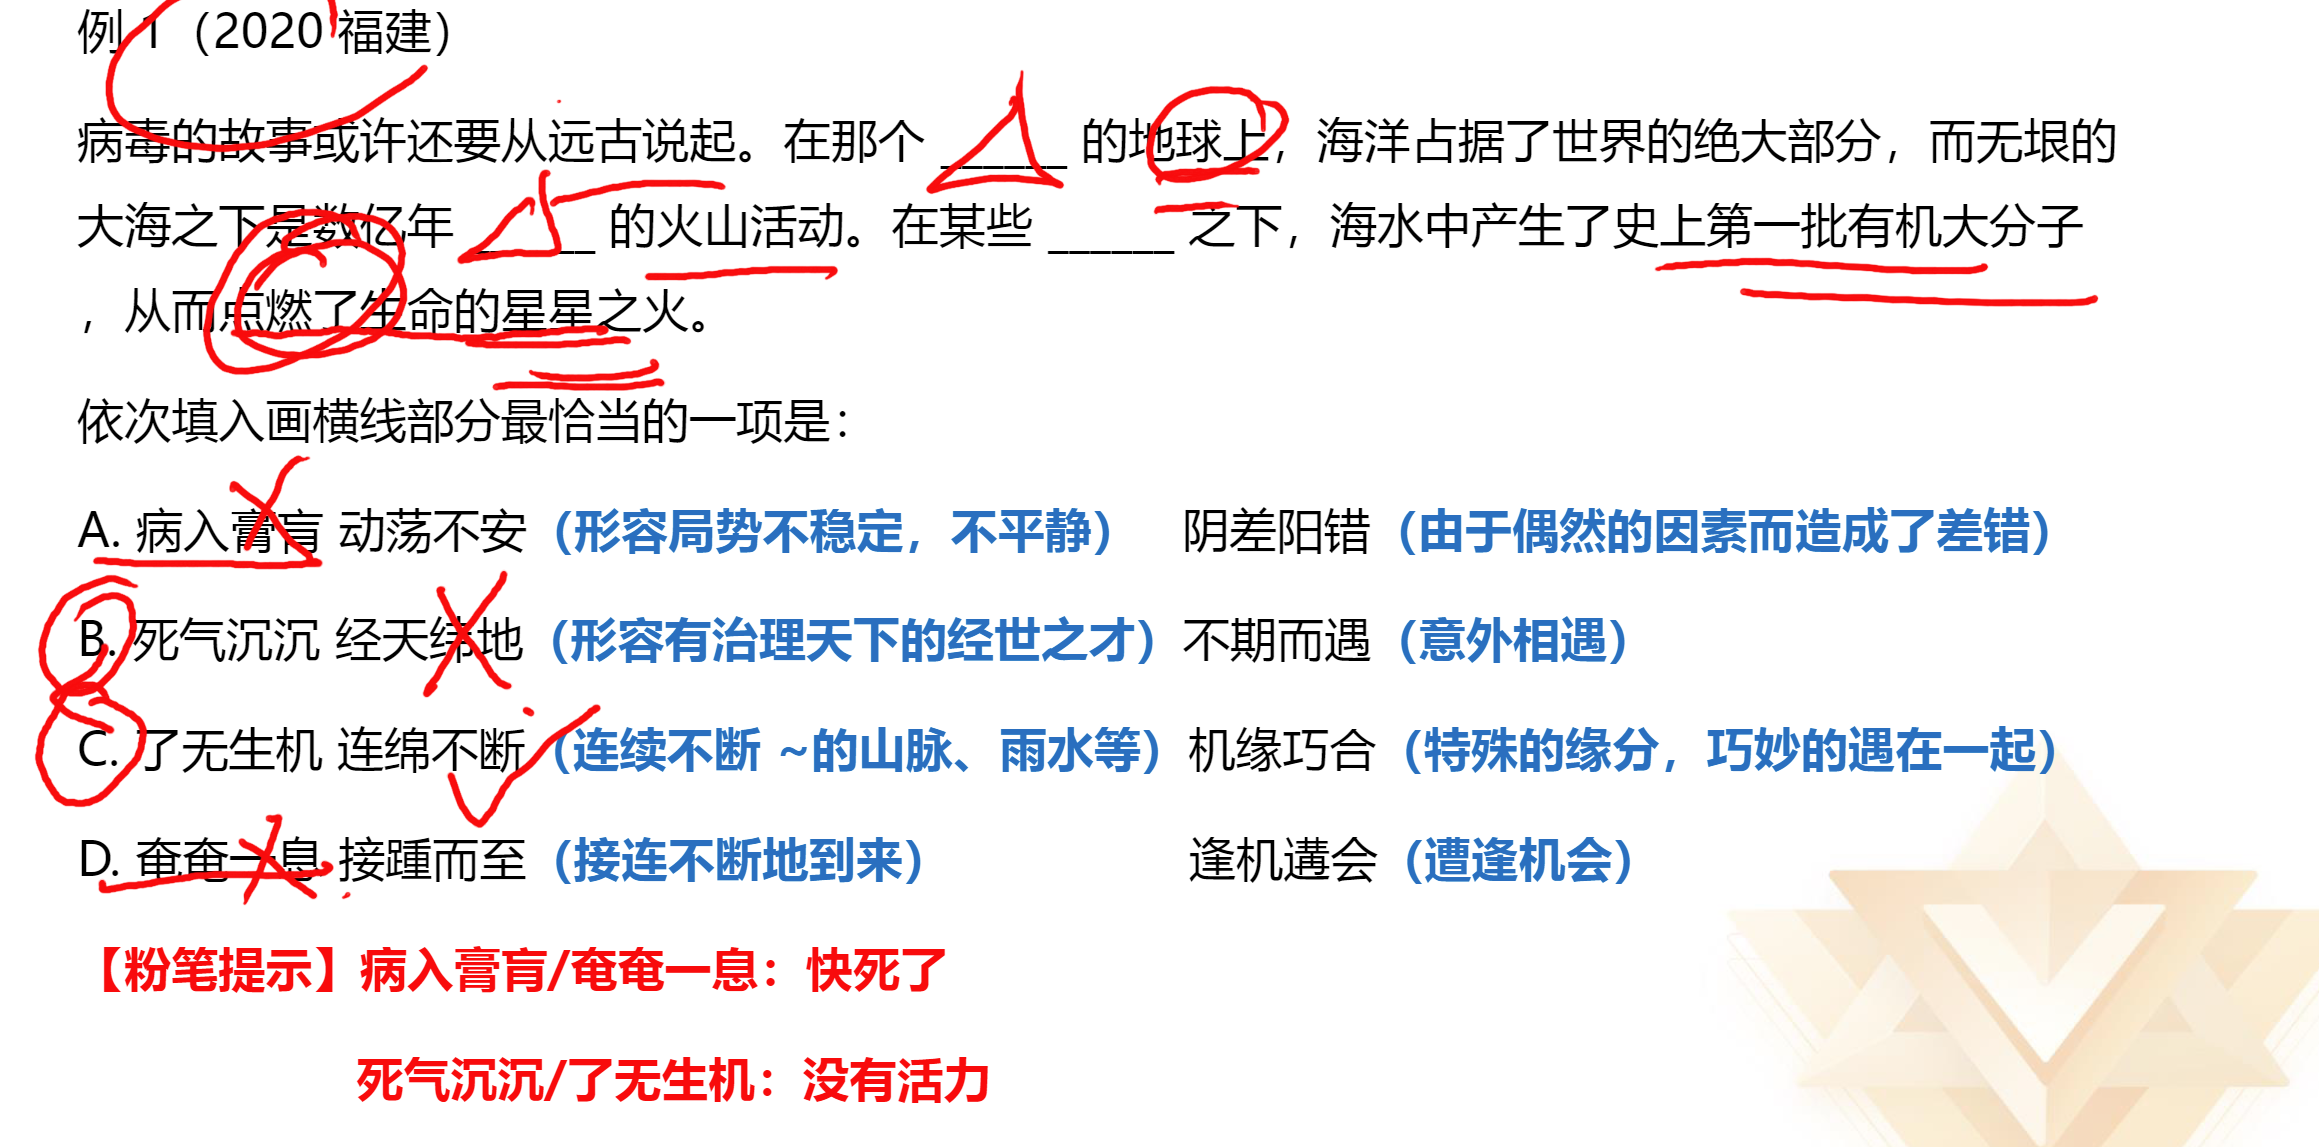 例 1（2020 福建）
病毒的故事或许还要从远古说起。在那个 ______ 的地球上，海洋占据了世界的绝大部分，而无垠的
大海之下是数亿年 ______ 的火山活动。在某些 ______ 之下，海水中产生了史上第一批有机大分子
，从而点燃了生命的星星之火。
依次填入画横线部分最恰当的一项是：
A. 病入膏肓 动荡不安（形容局势不稳定，不平静） 阴差阳错（由于偶然的因素而造成了差错）
B. 死气沉沉 经天纬地（形容有治理天下的经世之才） 不期而遇（意外相遇）
C. 了无生机 连绵不断（连续不断 ~的山脉、雨水等） 机缘巧合（特殊的缘分，巧妙的遇在一起）
D. 奄奄一息 接踵而至（接连不断地到来） 逢机遘会（遭逢机会）
【粉笔提示】病入膏肓/奄奄一息：快死了
死气沉沉/了无生机：没有活力